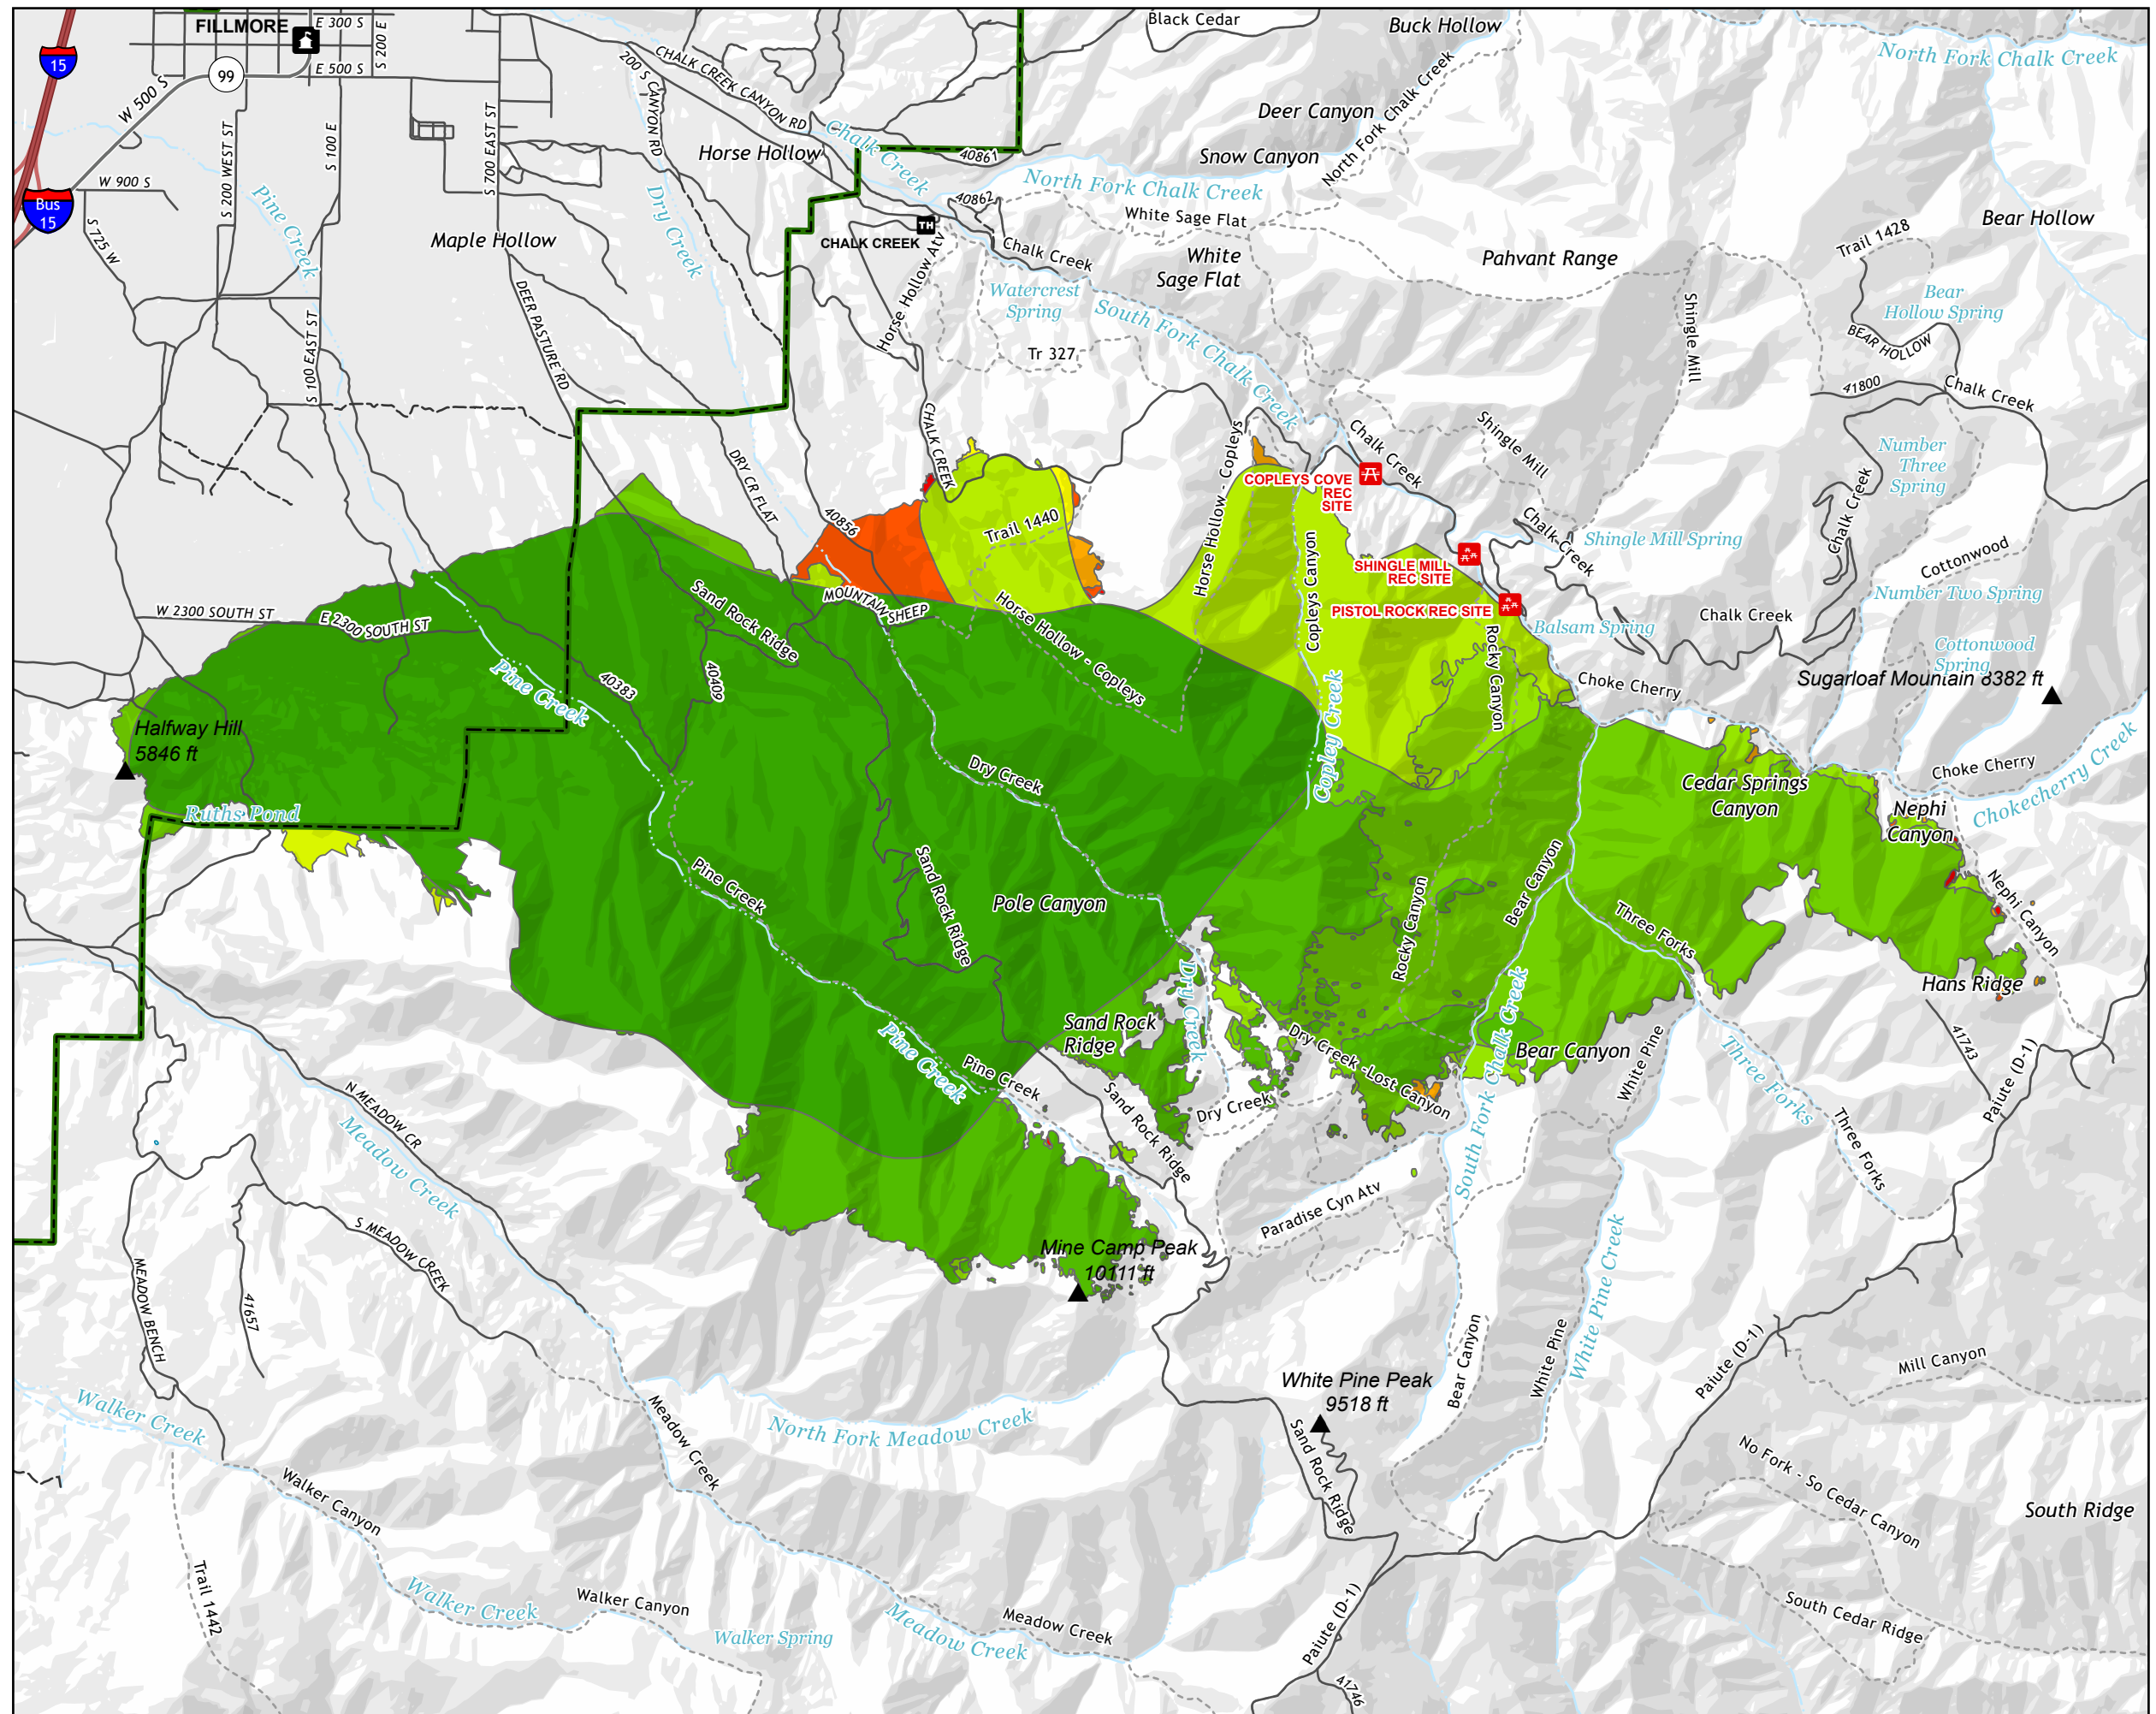 FILLMORE
E 300 S
S 200 E
Black Cedar
Buck Hollow
North Fork Chalk Creek
15
99
E 500 S
W 500 S
200 S CANYON RD
CHALK CREEK CANYON RD
Deer Canyon
North Fork Chalk Creek
Snow Canyon
Horse Hollow
Chalk Creek
40861
S 700 EAST ST
S 200 WEST ST
S 100 E
W 900 S
Bus
15
S 725 W
Pine Creek
Dry Creek
North Fork Chalk Creek
40862
White Sage Flat
Bear Hollow
Trail 1428
Maple Hollow
CHALK CREEK
TH
Horse Hollow Atv
Chalk Creek
White
Sage Flat
Pahvant Range
Watercrest
Spring
South Fork Chalk Creek
Bear
Hollow Spring
BEAR HOLLOW
DEER PASTURE RD
S 100 EAST ST
Tr 327
Shingle Mill
41800
Chalk Creek
CHALK CREEK
DRY CR FLAT
Horse Hollow - Copleys
Chalk Creek
Shingle Mill
Number
Three
Spring
COPLEYS COVE
REC
SITE
40856
Trail 1440
Chalk Creek
Shingle Mill Spring
Chalk Creek
Cottonwood
SHINGLE MILL
REC SITE
Copleys Canyon
Number Two Spring
PISTOL ROCK REC SITE
Balsam Spring
Chalk Creek
W 2300 SOUTH ST
E 2300 SOUTH ST
Sand Rock Ridge
MOUNTAIN SHEEP
Horse Hollow - Copleys
Rocky Canyon
Cottonwood
Spring
Sugarloaf Mountain 8382 ft
Choke Cherry
Pine Creek
40383
40409
Copley Creek
Halfway Hill
5846 ft
Dry Creek
Cedar Springs
Canyon
Choke Cherry
Chokecherry Creek
Nephi
Canyon
Ruths Pond
Pine Creek
Sand Rock Ridge
Pole Canyon
Rocky Canyon
Bear Canyon
Three Forks
Nephi Canyon
Hans Ridge
Dry Creek
Sand Rock
Ridge
Pine Creek
Pine Creek
Dry Creek -Lost Canyon
South Fork Chalk Creek
Bear Canyon
White Pine
Three Forks
41743
Paiute (D-1)
Dry Creek
Sand Rock Ridge
Three Forks
N MEADOW CR
Meadow Creek
Paradise Cyn Atv
S MEADOW CREEK
Mine Camp Peak
10111 ft
White Pine Creek
MEADOW BENCH
41657
Bear Canyon
White Pine
Paiute (D-1)
Mill Canyon
White Pine Peak
9518 ft
Walker Creek
North Fork Meadow Creek
Meadow Creek
Sand Rock Ridge
No Fork - So Cedar Canyon
South Ridge
Walker Canyon
Trail 1442
Walker Creek
Walker Canyon
Walker Spring
Meadow Creek
Meadow Creek
Paiute (D-1)
South Cedar Ridge
41746